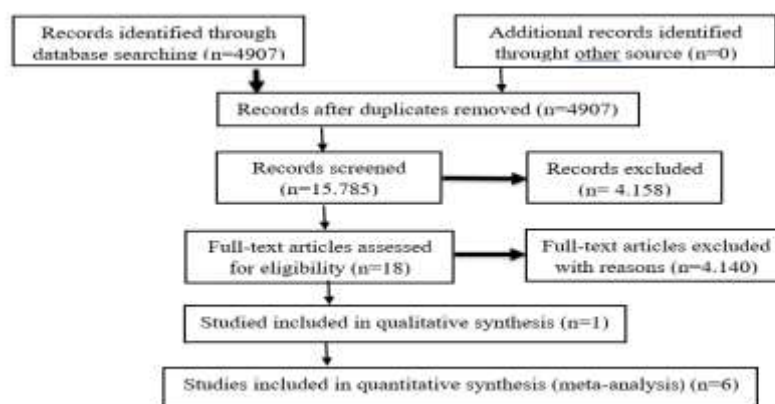 Records identified through
database searching (n=4907)
Additional records identified
throught other source (n=0)
Records after duplicates removed (n=4907)
Records screened
(n=15.785)
Records excluded
(n= 4.158)
Full-text articles assessed
for eligibility (n=18)
Full-text articles excluded
with reasons (n=4.140)
Studied included in qualitative synthesis (n=1)
Studies included in quantitative synthesis (meta-analysis) (n=6)